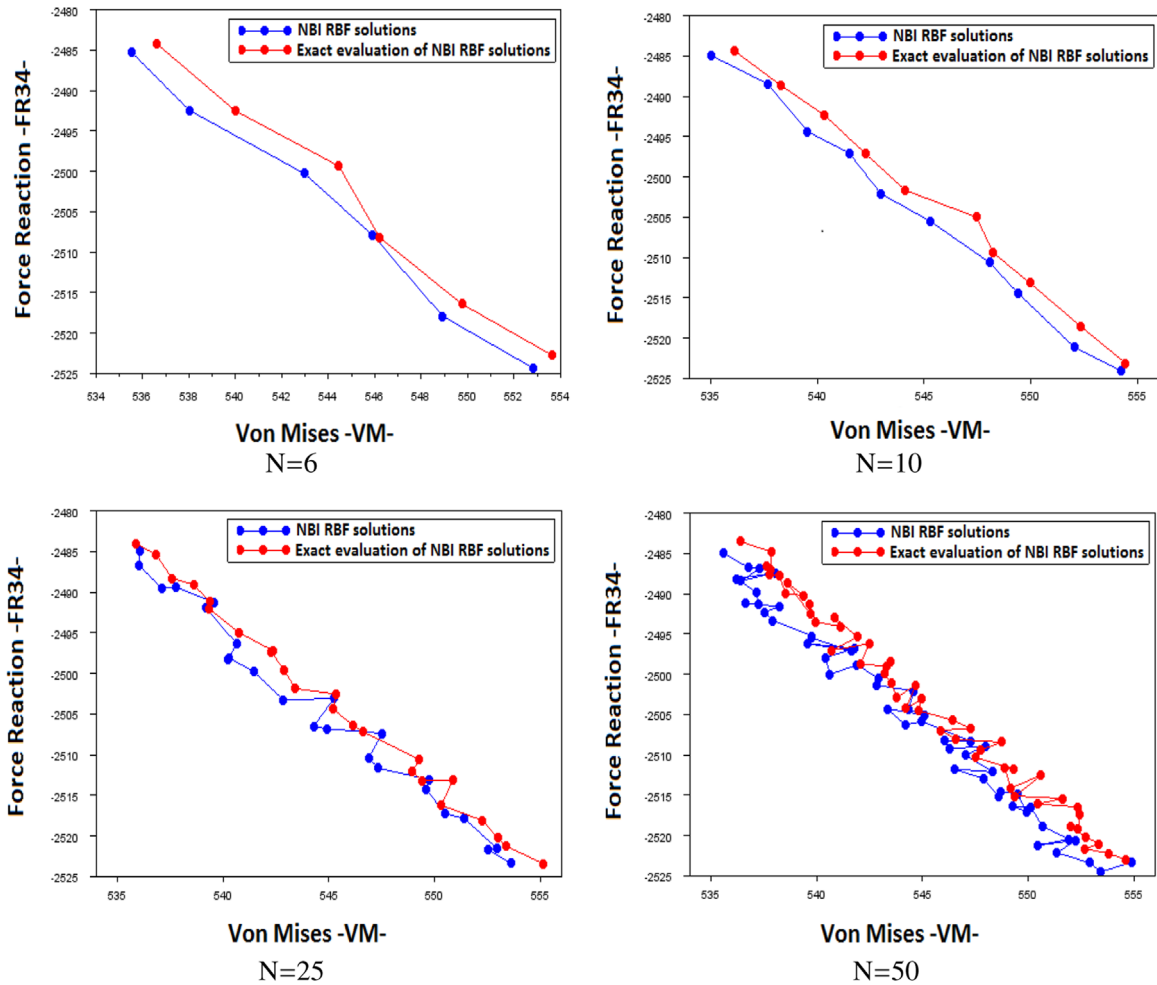 -2480
-2485
-2490
-2495
-2500
-2505
-2510
-2515
-2520
-2525
Force Reaction -FR34-
NBI RBF solutions
Exact evaluation of NBI RBF solutions
534 536 538 540 542 544 546 548 550 552 554
Von Mises -VM-
N=6
-2480
-2485
-2490
-2495
-2500
-2505
-2510
-2515
-2520
-2525
Force Reaction -FR34-
NBI RBF solutions
Exact evaluation of NBI RBF solutions
535 540 545 550 555
Von Mises -VM-
N=10
-2480
-2485
-2490
-2495
-2500
-2505
-2510
-2515
-2520
-2525
Force Reaction -FR34-
NBI RBF solutions
Exact evaluation of NBI RBF solutions
535 540 545 550 555
Von Mises -VM-
N=25
-2480
-2485
-2490
-2495
-2500
-2505
-2510
-2515
-2520
-2525
Force Reaction -FR34-
NBI RBF solutions
Exact evaluation of NBI RBF solutions
535 540 545 550 555
Von Mises -VM-
N=50